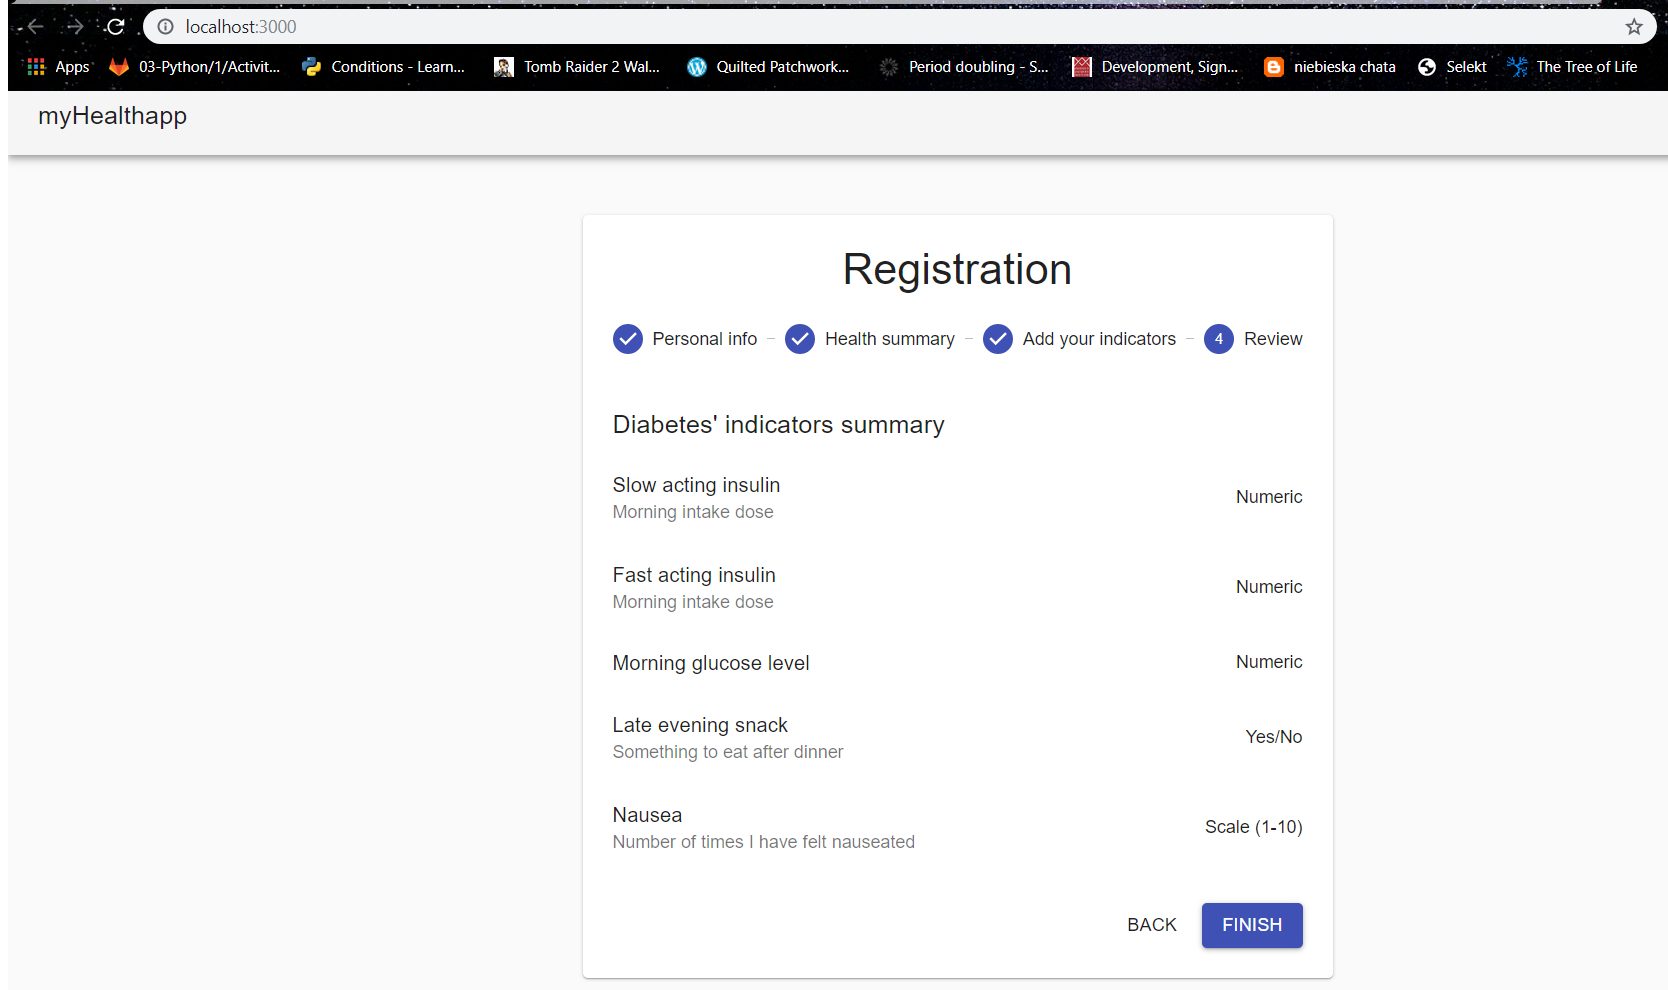 localhost:3000
Apps 03-Python/1/Activit... Conditions - Learn... Tomb Raider 2 Wal... Quilted Patchwork... Period doubling - S... Development, Sign... niebieska chata Selekt The Tree of Life
myHealthapp
Registration
Personal info Health summary Add your indicators 4 Review
Diabetes' indicators summary
Slow acting insulin
Morning intake dose
Numeric
Fast acting insulin
Morning intake dose
Numeric
Morning glucose level Numeric
Late evening snack
Something to eat after dinner
Yes/No
Nausea
Number of times I have felt nauseated
Scale (1-10)
BACK FINISH